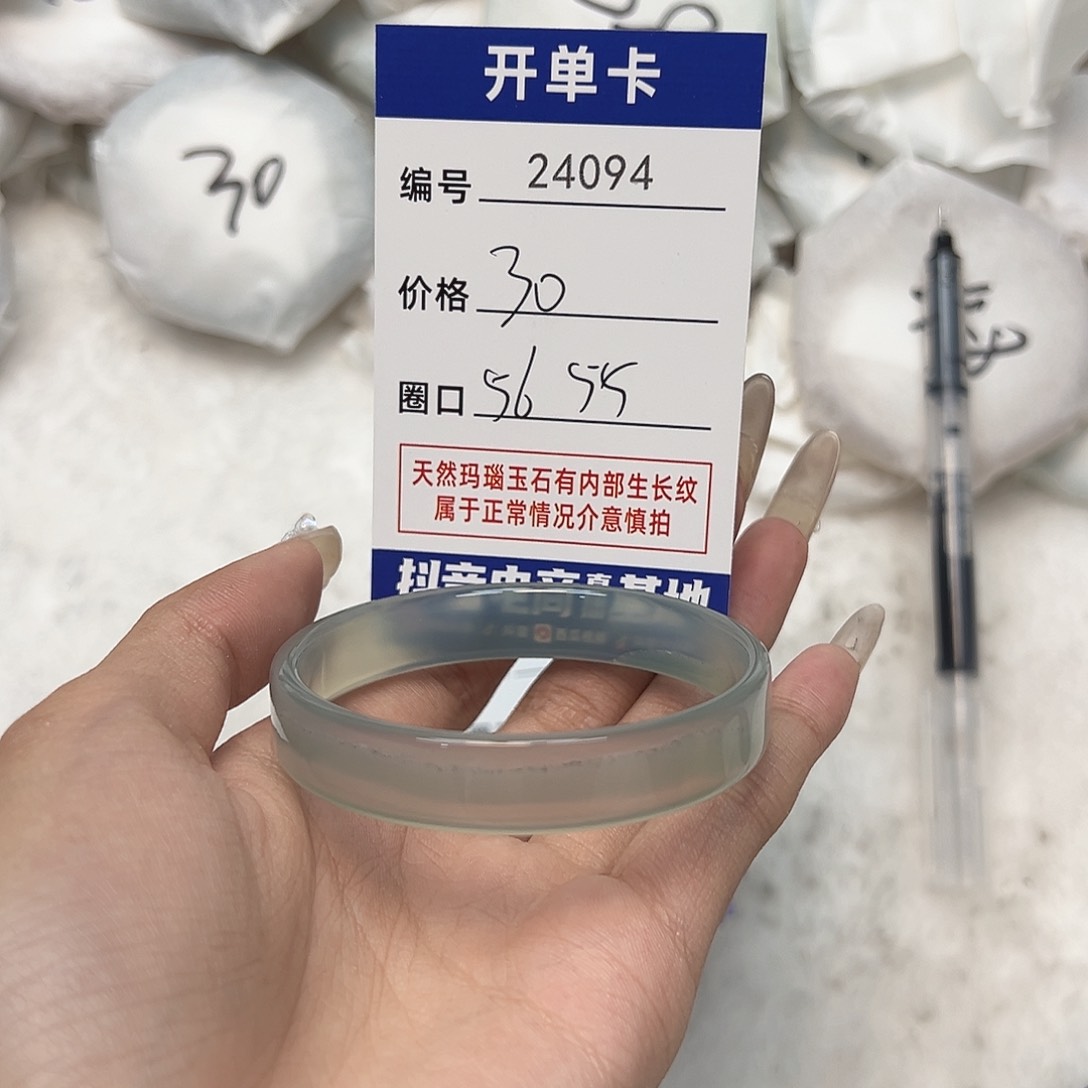 开单卡
编号 24094
价格 30
圈口 56 55
天然玛瑙玉石有内部生长纹
属于正常情况介意慎拍
30